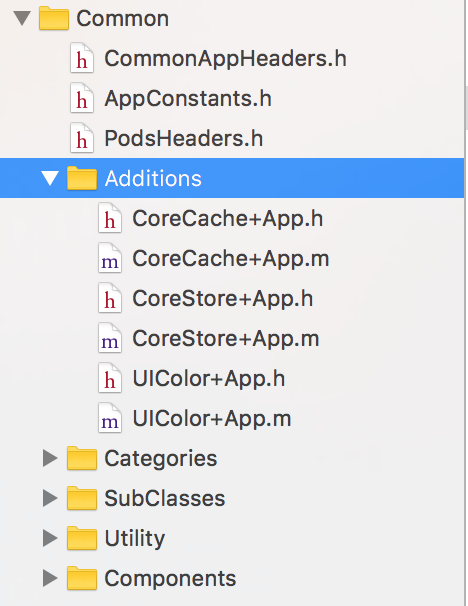 Common
h CommonAppHeaders.h
h AppConstants.h
h PodsHeaders.h
Additions
h CoreCache+App.h
m CoreCache+App.m
h CoreStore+App.h
m CoreStore+App.m
h UIColor+App.h
m UIColor+App.m
Categories
SubClasses
Utility
Components